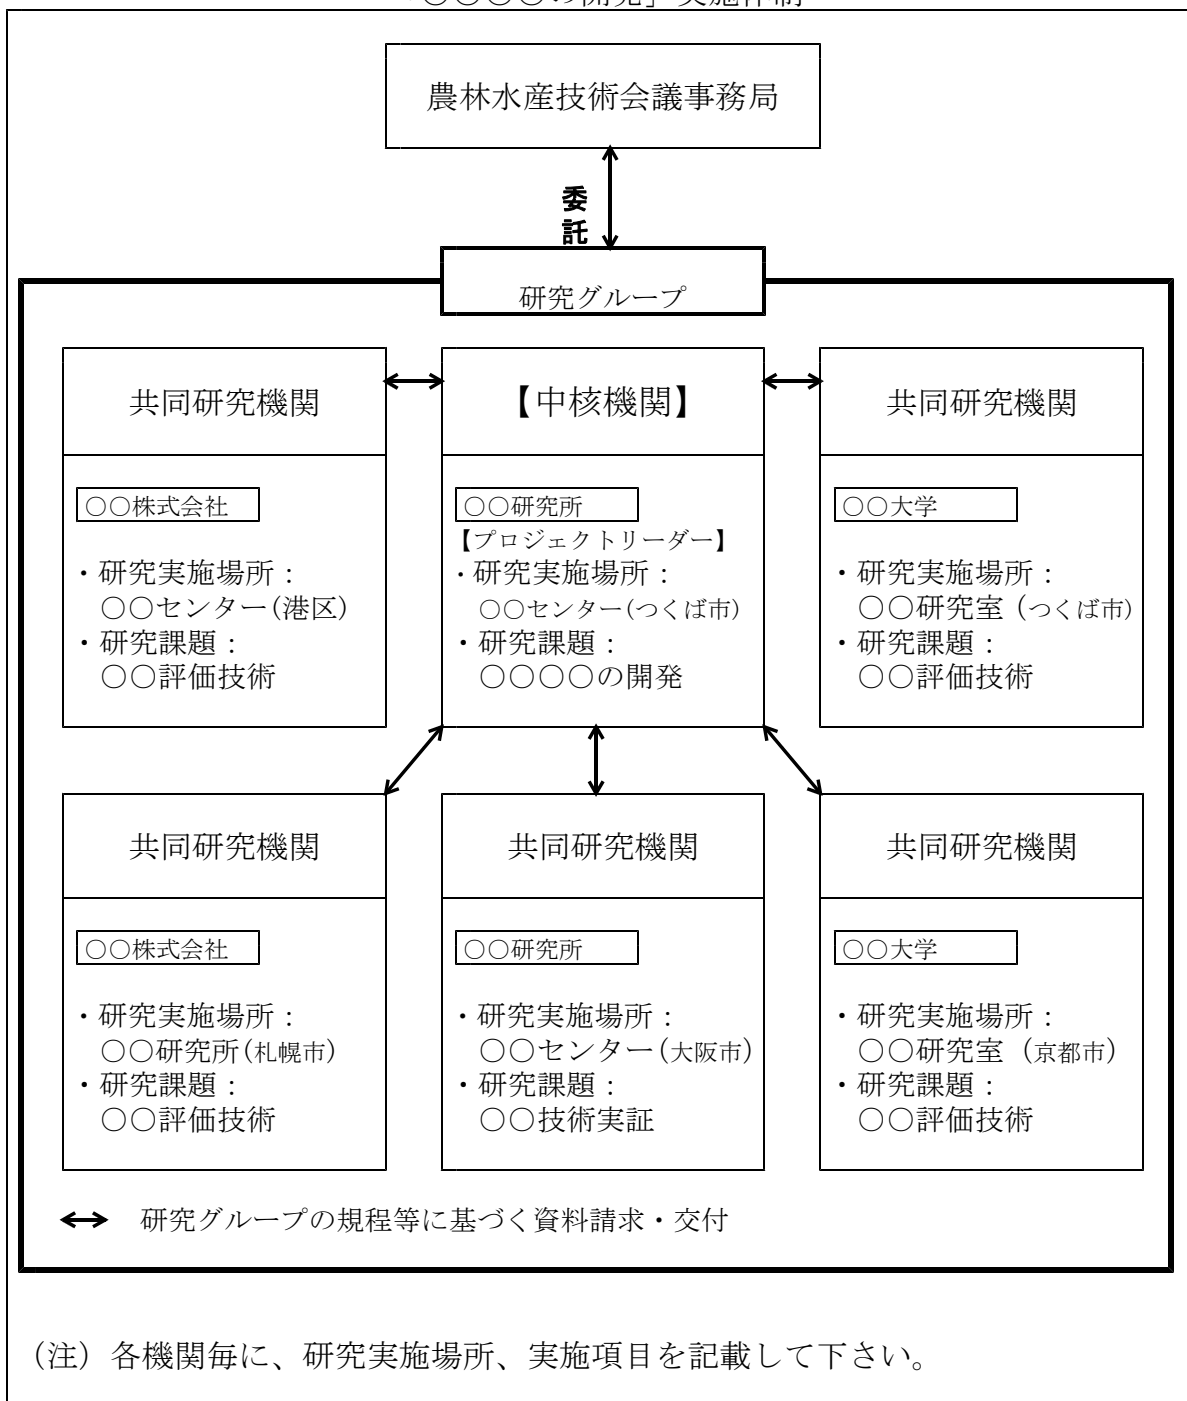 農林水産技術会議事務局
委
託
研究グループ
共同研究機関
○○株式会社
・研究実施場所：
○○センター(港区)
・研究課題：
○○評価技術
【中核機関】
○○研究所
【プロジェクトリーダー】
・研究実施場所：
○○センター(つくば市)
・研究課題：
○○○○の開発
共同研究機関
○○大学
・研究実施場所：
○○研究室（つくば市）
・研究課題：
○○評価技術
共同研究機関
○○株式会社
・研究実施場所：
○○研究所(札幌市)
・研究課題：
○○評価技術
共同研究機関
○○研究所
・研究実施場所：
○○センター(大阪市)
・研究課題：
○○技術実証
共同研究機関
○○大学
・研究実施場所：
○○研究室（京都市）
・研究課題：
○○評価技術
研究グループの規程等に基づく資料請求・交付
（注）各機関毎に、研究実施場所、実施項目を記載して下さい。